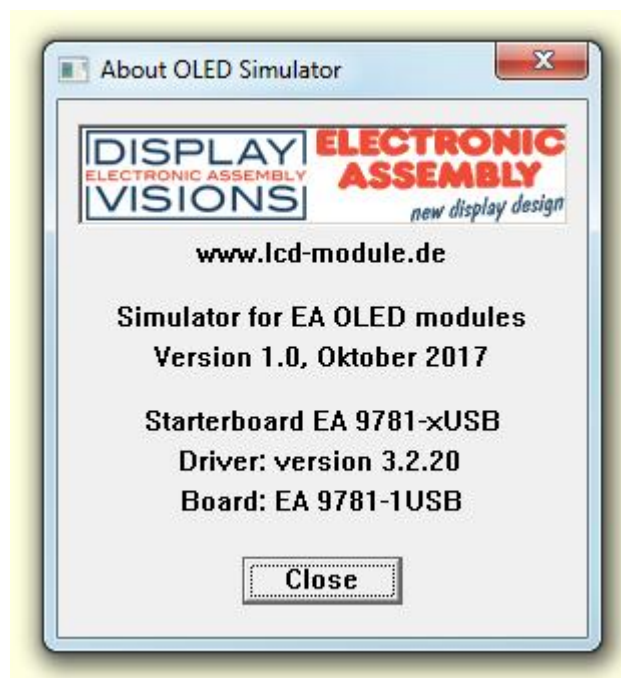 About OLED Simulator
DISPLAY
ELECTRONIC ASSEMBLY
VISIONS
ELECTRONIC
ASSEMBLY
new display design
www.lcd-module.de
Simulator for EA OLED modules
Version 1.0, Oktober 2017
Starterboard EA 9781-xUSB
Driver: version 3.2.20
Board: EA 9781-1USB
Close